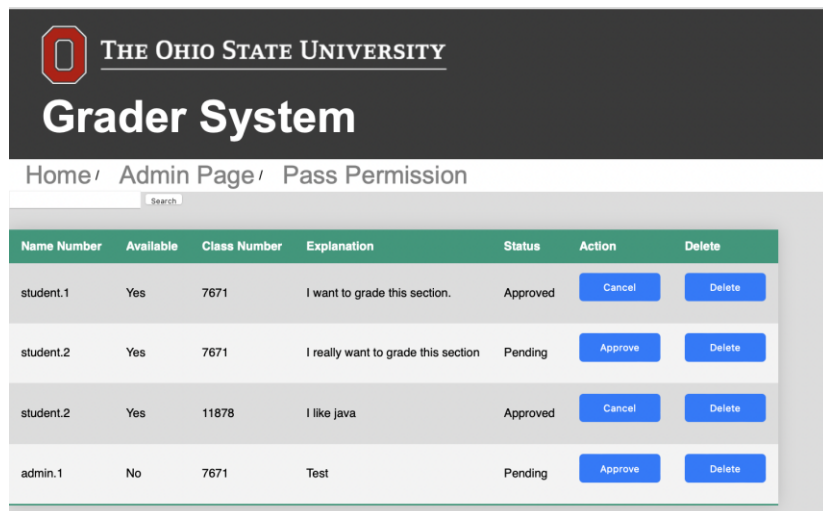 THE OHIO STATE UNIVERSITY
Grader System
Home / Admin Page / Pass Permission
Search
Name Number Available Class Number Explanation Status Action Delete
student.1 Yes 7671 I want to grade this section. Approved Cancel Delete
student.2 Yes 7671 I really want to grade this section Pending Approve Delete
student.2 Yes 11878 I like java Approved Cancel Delete
admin.1 No 7671 Test Pending Approve Delete